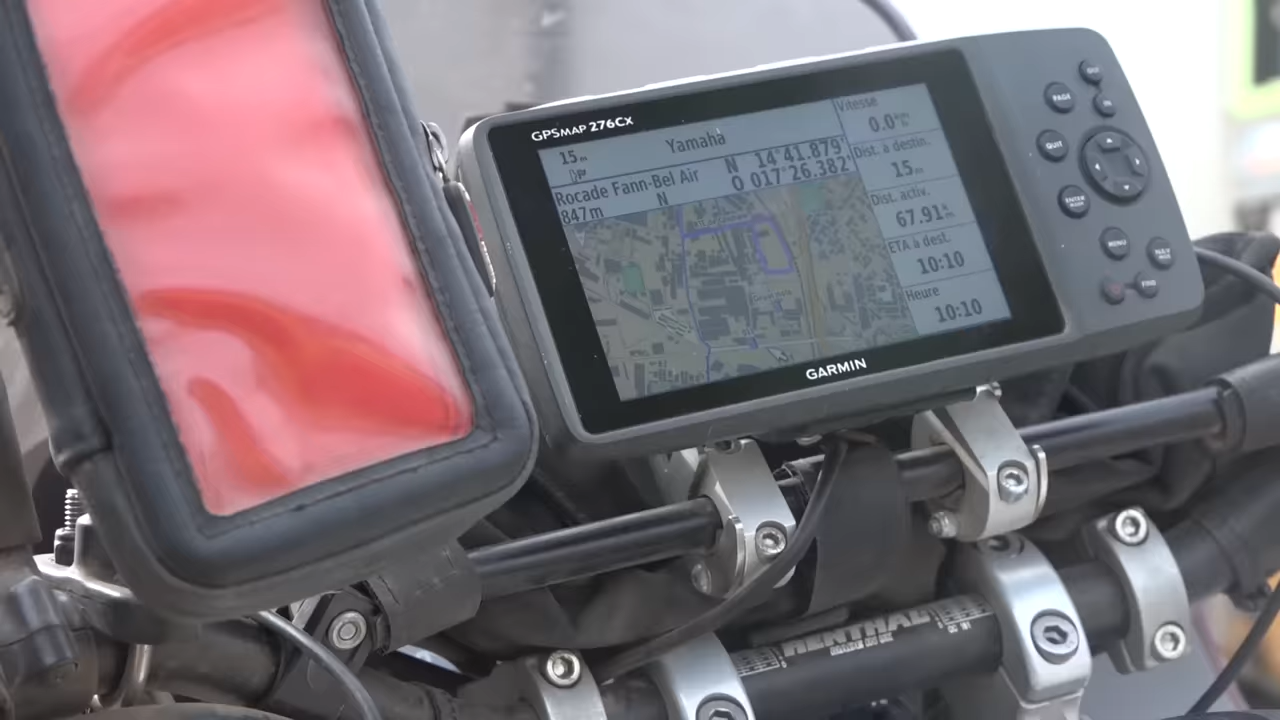 GPSMAP 276CX
15 m
Yamaha
N 14°41.879'
O 017°26.382'
Rocade Fann-Bel Air
847m
N
Vitesse
0.0
Dist. à destin.
15 m
Dist. activ.
67.91
ETA à dest.
10:10
Heure
10:10
GARMIN
PAGE
IN
QUIT
ENTER
MENU
FIND
RENTHAL